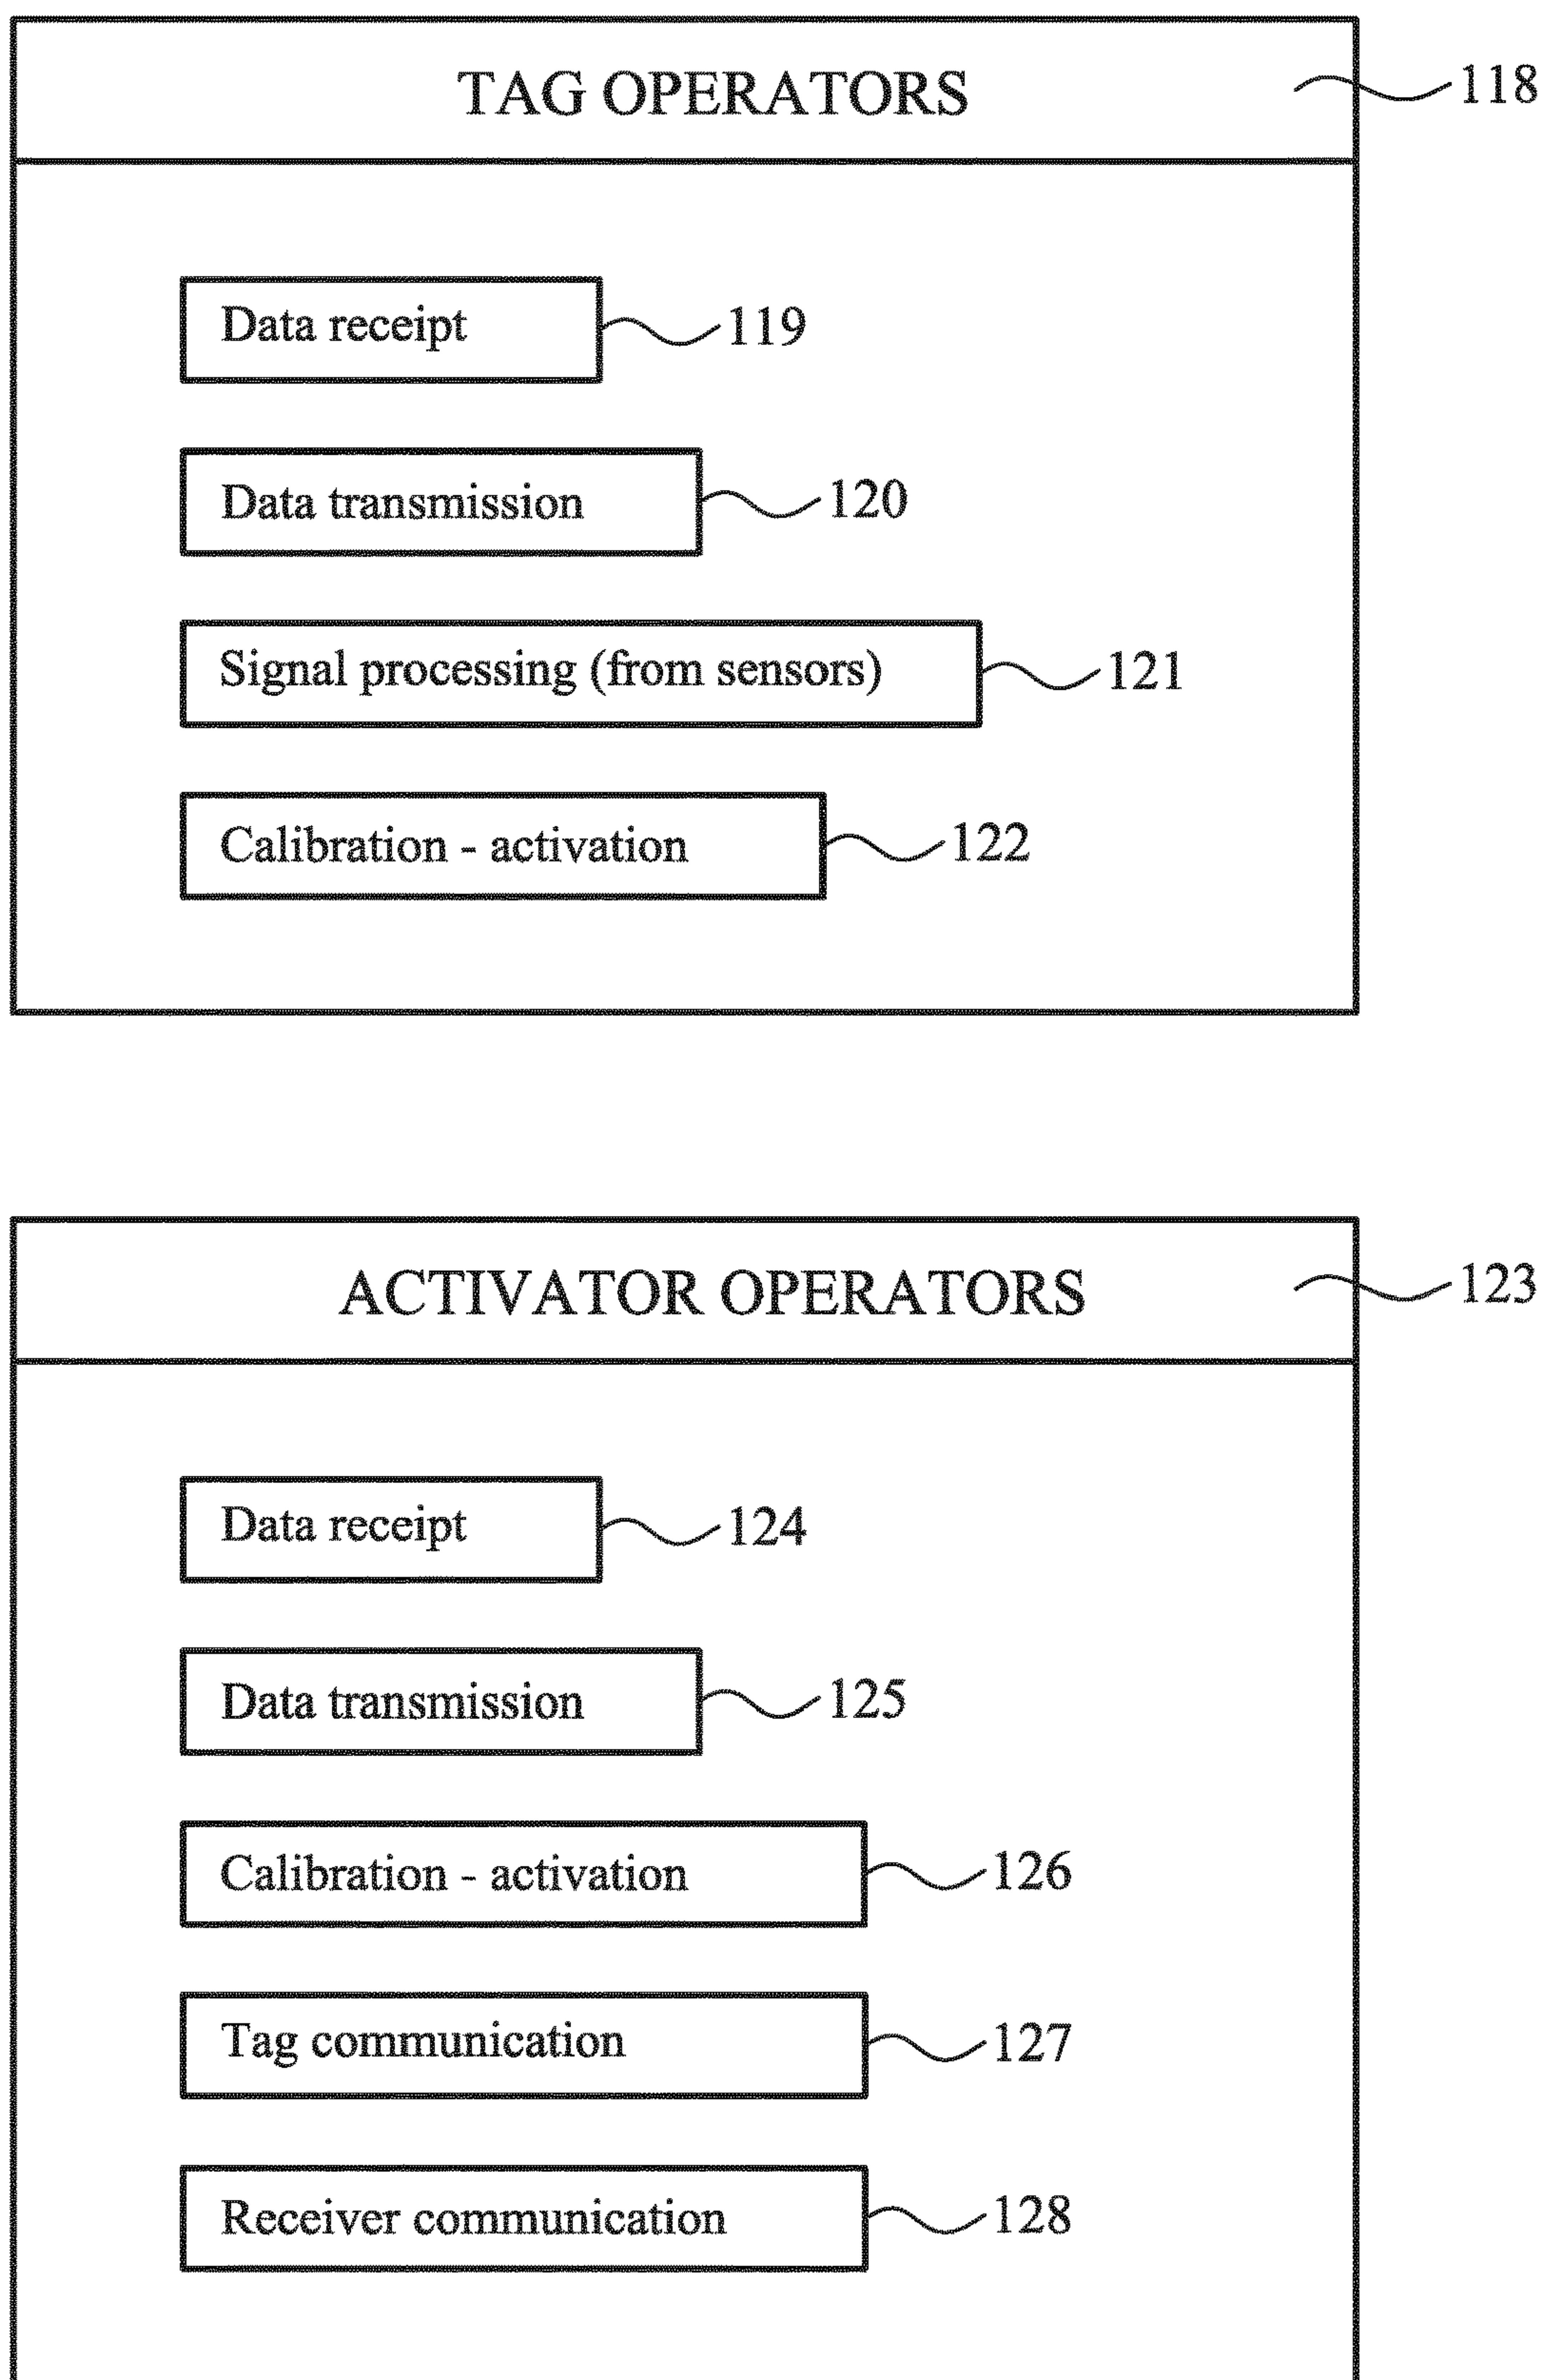 TAG OPERATORS 118
Data receipt 119
Data transmission 120
Signal processing (from sensors) 121
Calibration - activation 122
ACTIVATOR OPERATORS 123
Data receipt 124
Data transmission 125
Calibration - activation 126
Tag communication 127
Receiver communication 128